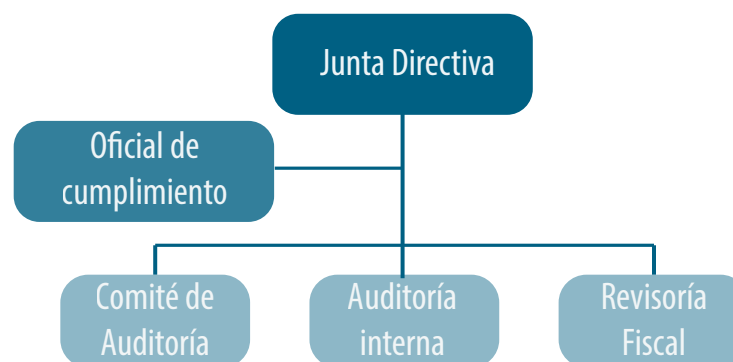 Junta Directiva
Oficial de
cumplimiento
Comité de
Auditoría
Auditoría
interna
Revisoría
Fiscal